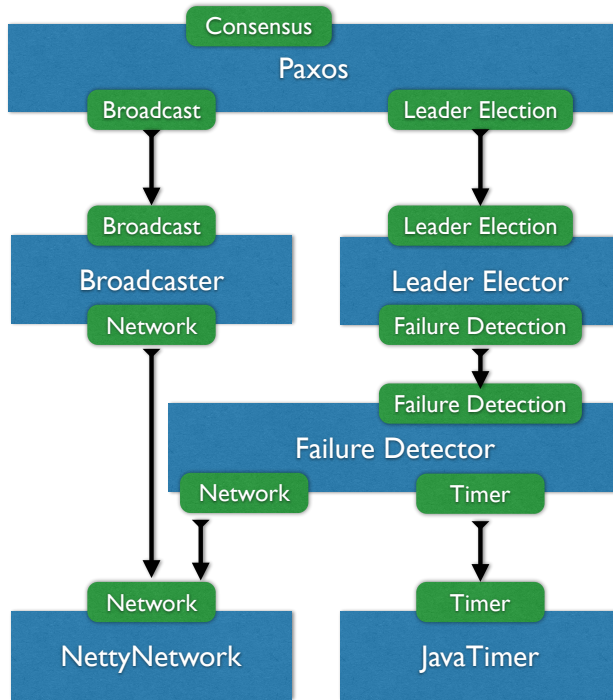 Consensus
Paxos
Broadcast
Leader Election
Broadcast
Leader Election
Broadcaster
Leader Elector
Network
Failure Detection
Failure Detection
Failure Detector
Network
Timer
Network
Timer
NettyNetwork
JavaTimer